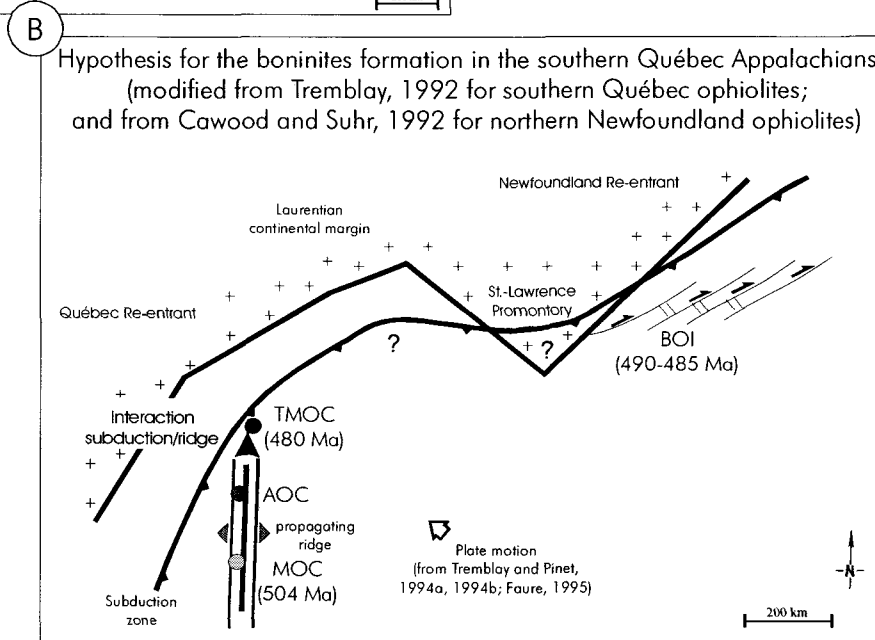 B
Hypothesis for the boninites formation in the southern Québec Appalachians
(modified from Tremblay, 1992 for southern Québec ophiolites;
and from Cawood and Suhr, 1992 for northern Newfoundland ophiolites)
Newfoundland Re-entrant
Laurentian
continental margin
Québec Re-entrant
St.-Lawrence
Promontory
?
?
BOI
(490-485 Ma)
Interaction
subduction/ridge
TMOC
(480 Ma)
AOC
propagating
ridge
MOC
(504 Ma)
Plate motion
(from Tremblay and Pinet,
1994a, 1994b; Faure, 1995)
Subduction
zone
N
200 km